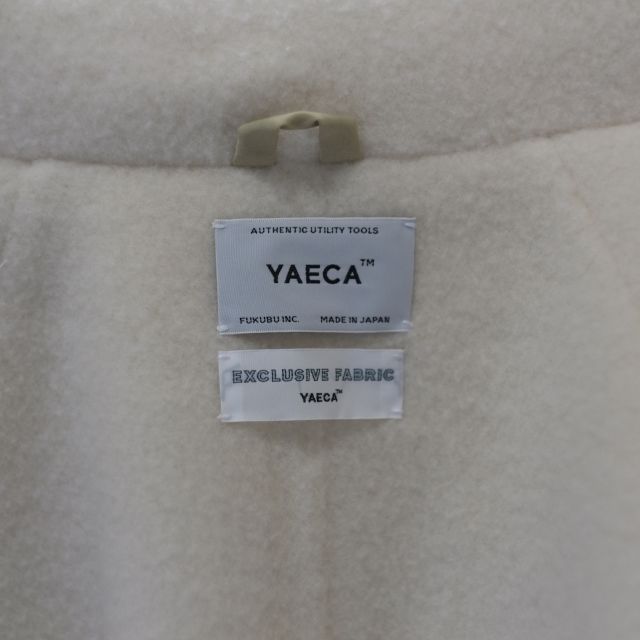 AUTHENTIC UTILITY TOOLS
YAECA™
FUKUBU INC. MADE IN JAPAN
EXCLUSIVE FABRIC
YAECA™